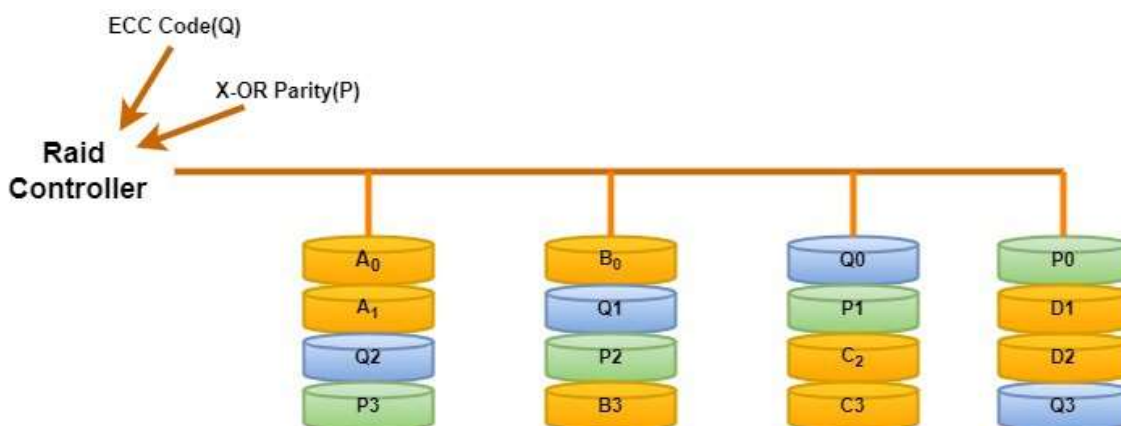 ECC Code(Q)
X-OR Parity(P)
Raid
Controller
A₀ B₀ Q0 P0
A₁ Q1 P1 D1
Q2 P2 C₂ D2
P3 B3 C3 Q3